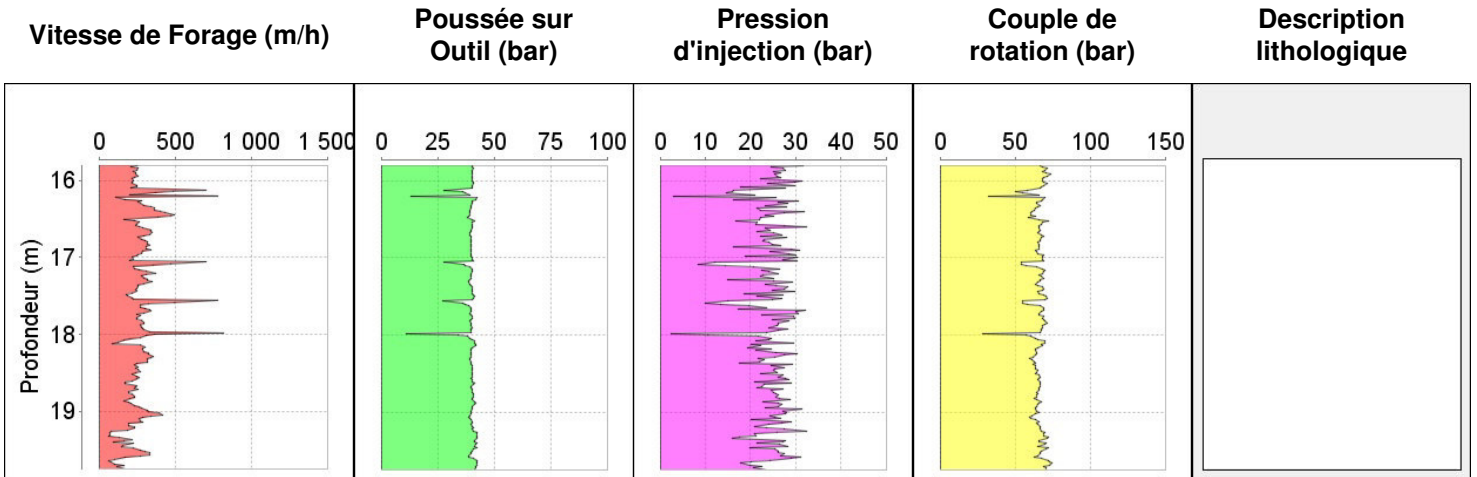 Vitesse de Forage (m/h)
Poussée sur
Outil (bar)
Pression
d'injection (bar)
Couple de
rotation (bar)
Description
lithologique
0 500 1 000 1 500
0 25 50 75 100
0 10 20 30 40 50
0 50 100 150
Profondeur (m)
16
17
18
19